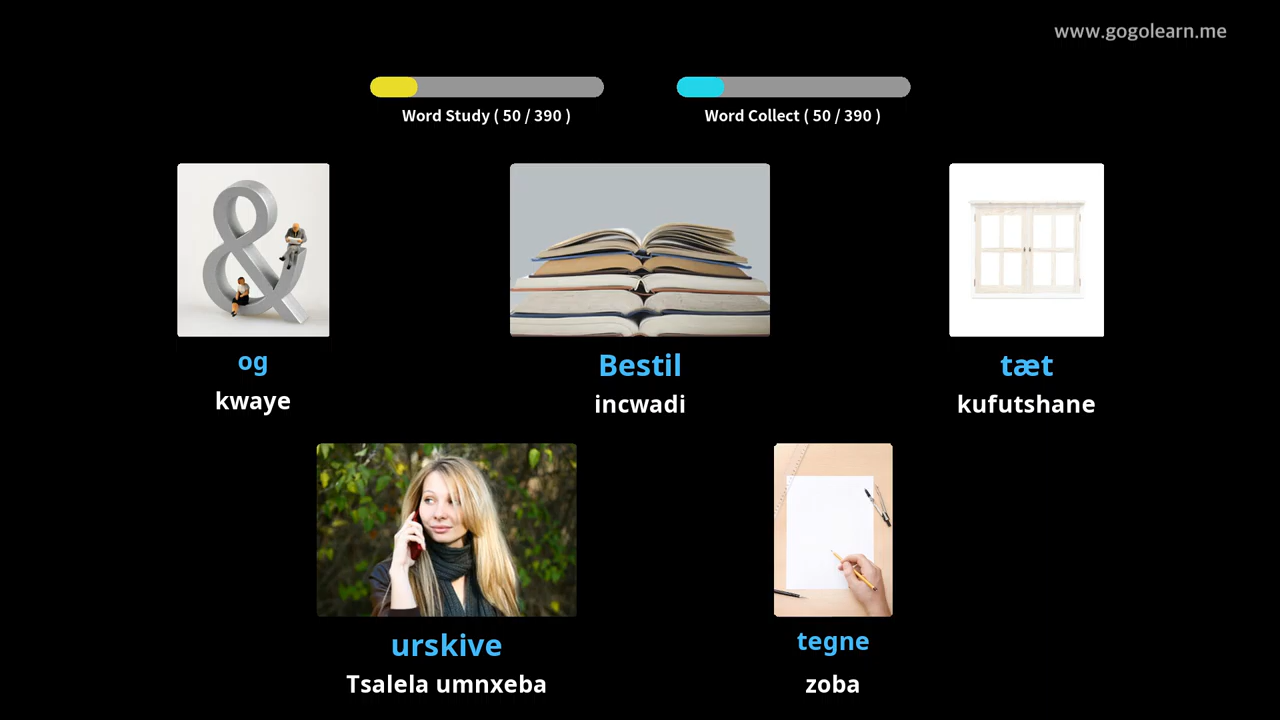 www.gogolearn.me
Word Study ( 50 / 390 )
Word Collect ( 50 / 390 )
&
og
kwaye
Bestil
incwadi
tæt
kufutshane
urskive
Tsalela umnxeba
tegne
zoba